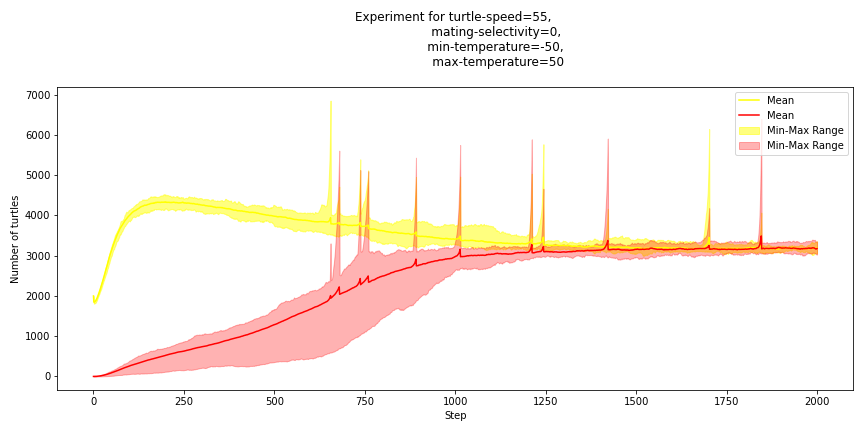 Experiment for turtle-speed=55,
mating-selectivity=0,
min-temperature=-50,
max-temperature=50
7000
6000
5000
4000
3000
2000
1000
0
Number of turtles
Mean
Mean
Min-Max Range
Min-Max Range
0
250
500
750
1000
1250
1500
1750
2000
Step